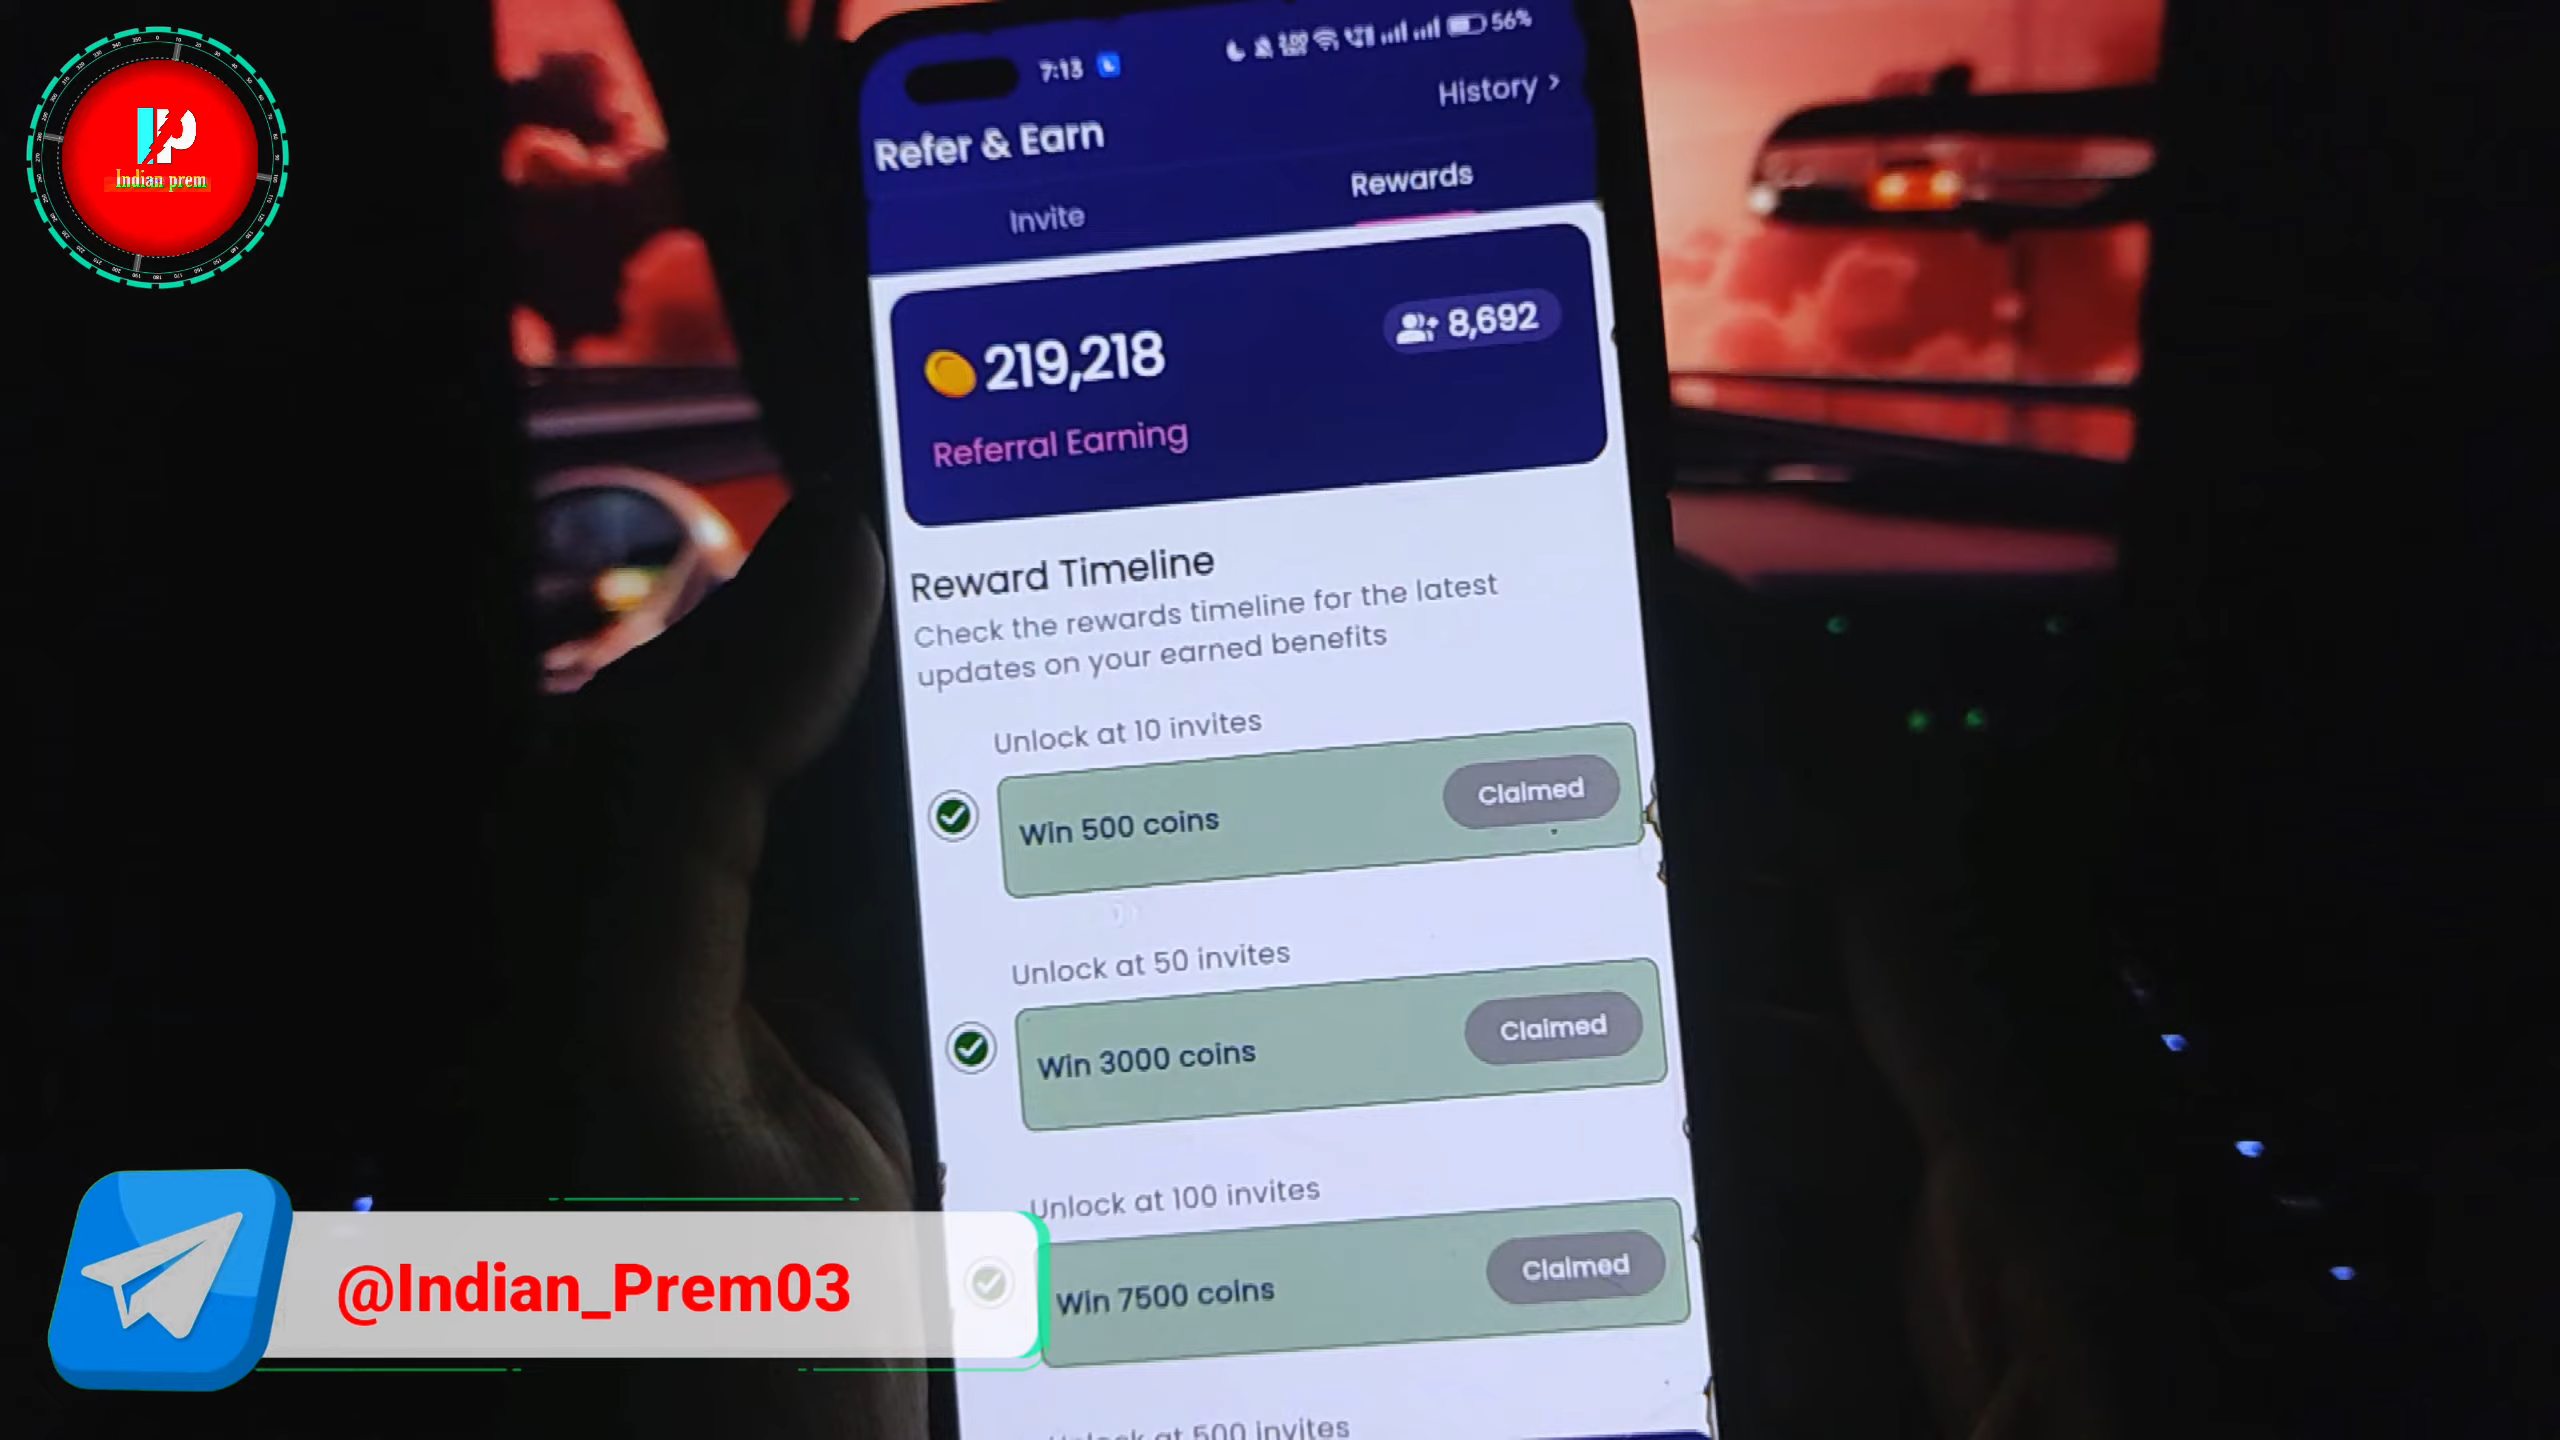 Indian prem
7:13
56%
History >
Refer & Earn
Invite
Rewards
219,218
8,692
Referral Earning
Reward Timeline
Check the rewards timeline for the latest
updates on your earned benefits
Unlock at 10 invites
Win 500 coins
Claimed
Unlock at 50 invites
Win 3000 coins
Claimed
Unlock at 100 invites
Win 7500 coins
Claimed
Unlock at 500 invites
@Indian_Prem03